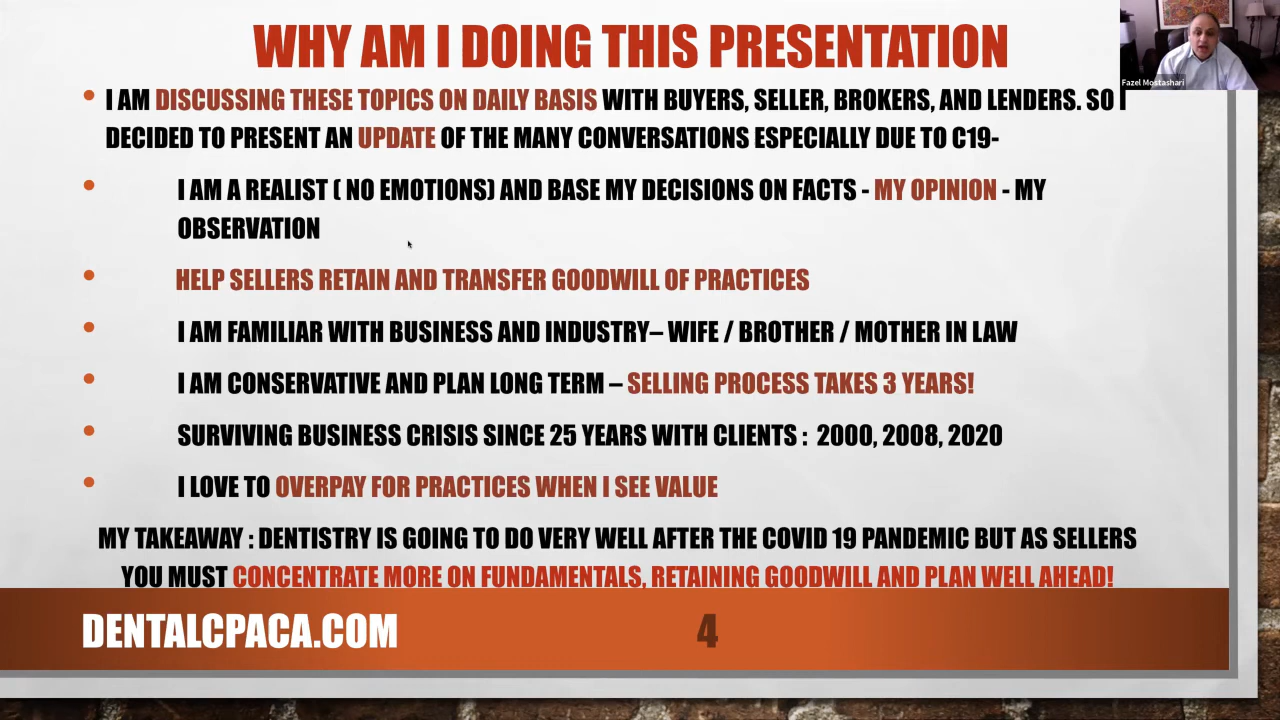 WHY AM I DOING THIS PRESENTATION
Fazel Mostashari
I AM DISCUSSING THESE TOPICS ON DAILY BASIS WITH BUYERS, SELLER, BROKERS, AND LENDERS. SO I
DECIDED TO PRESENT AN UPDATE OF THE MANY CONVERSATIONS ESPECIALLY DUE TO C19-
I AM A REALIST ( NO EMOTIONS) AND BASE MY DECISIONS ON FACTS - MY OPINION - MY
OBSERVATION
HELP SELLERS RETAIN AND TRANSFER GOODWILL OF PRACTICES
I AM FAMILIAR WITH BUSINESS AND INDUSTRY– WIFE / BROTHER / MOTHER IN LAW
I AM CONSERVATIVE AND PLAN LONG TERM – SELLING PROCESS TAKES 3 YEARS!
SURVIVING BUSINESS CRISIS SINCE 25 YEARS WITH CLIENTS : 2000, 2008, 2020
I LOVE TO OVERPAY FOR PRACTICES WHEN I SEE VALUE
MY TAKEAWAY : DENTISTRY IS GOING TO DO VERY WELL AFTER THE COVID 19 PANDEMIC BUT AS SELLERS
YOU MUST CONCENTRATE MORE ON FUNDAMENTALS, RETAINING GOODWILL AND PLAN WELL AHEAD!
DENTALCPACA.COM
4